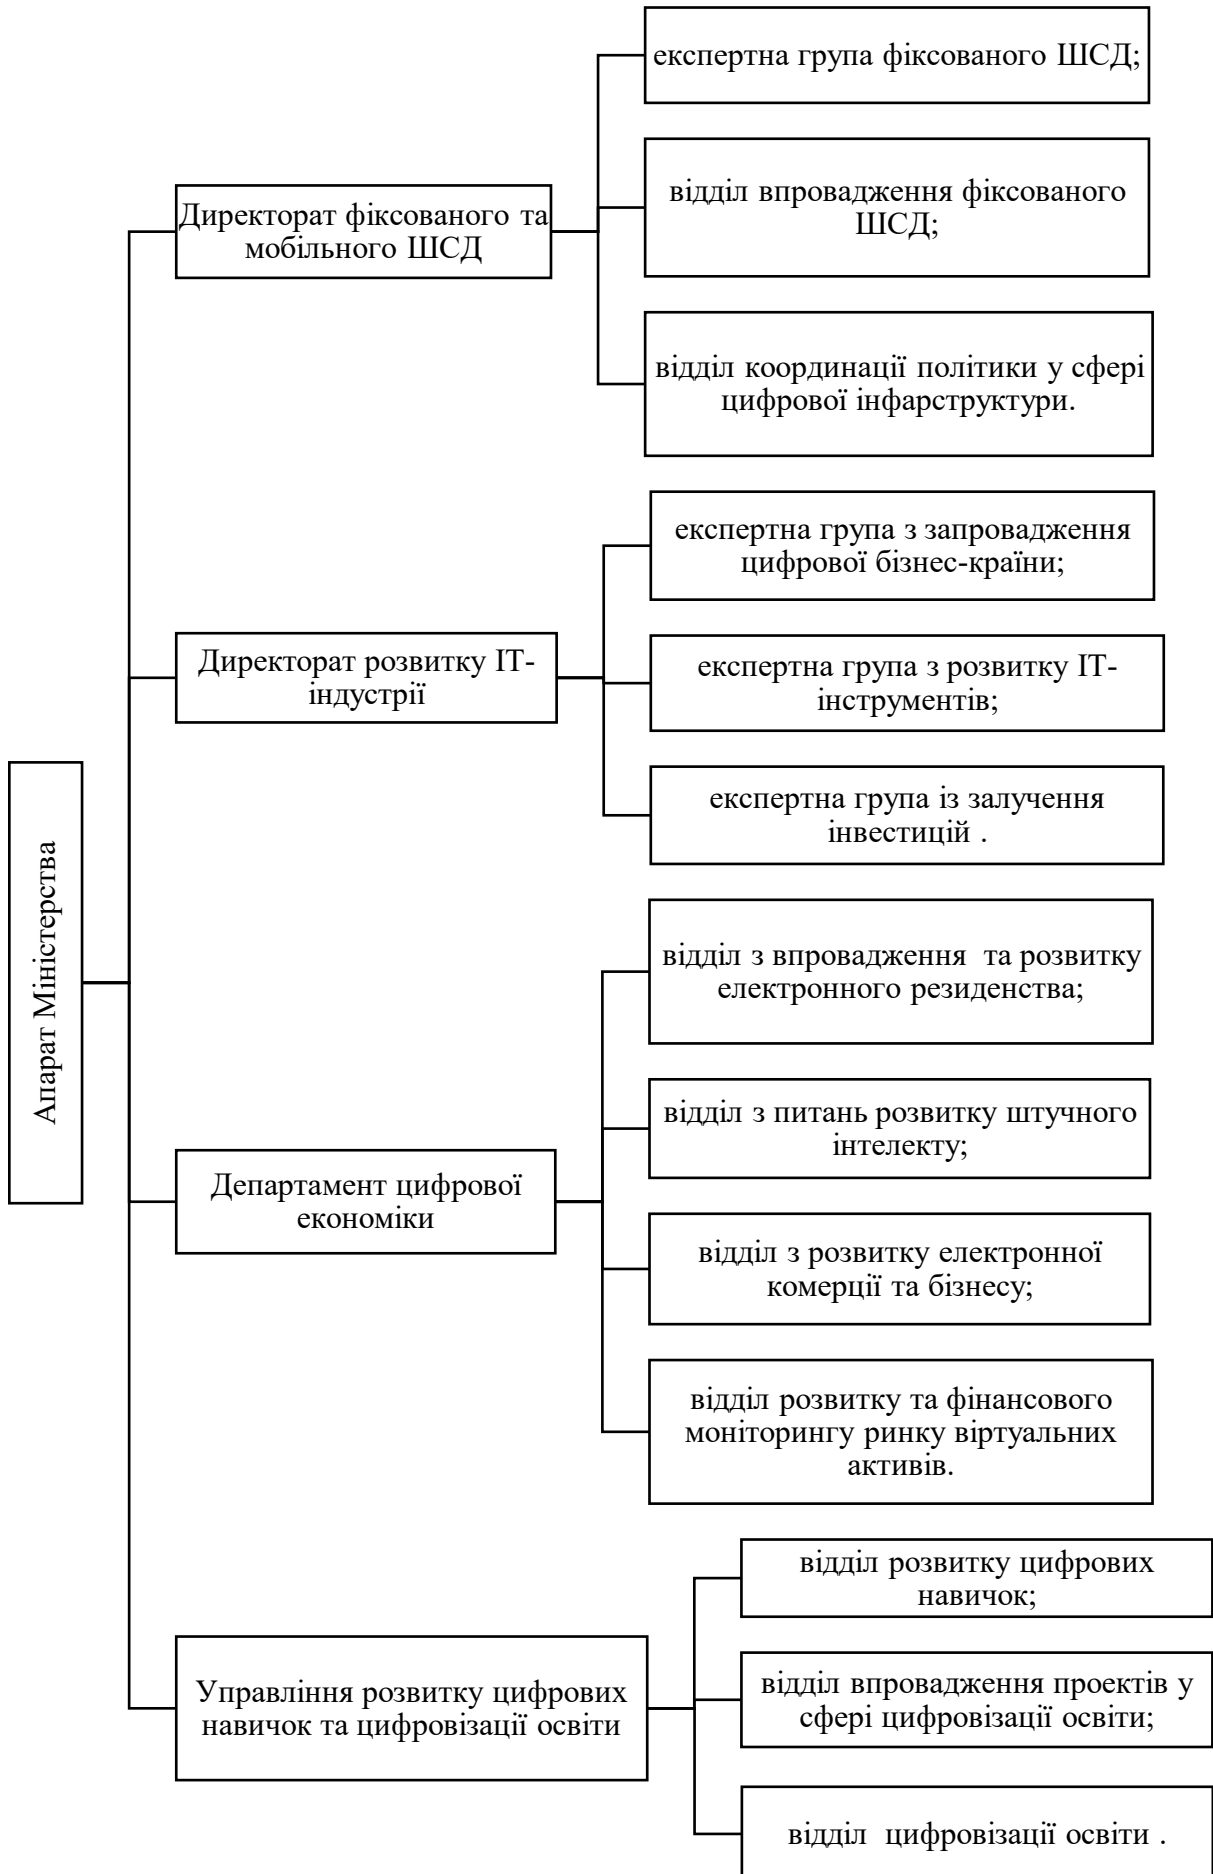 експертна група фіксованого ШСД;
відділ впровадження фіксованого
ШСД;
Директорат фіксованого та
мобільного ШСД
відділ координації політики у сфері
цифрової інфарструктури.
експертна група з запровадження
цифрової бізнес-країни;
експертна група з розвитку ІТ-
інструментів;
Директорат розвитку ІТ-
індустрії
експертна група із залучення
інвестицій .
Апарат Міністерства
відділ з впровадження  та розвитку
електронного резиденства;
відділ з питань розвитку штучного
інтелекту;
Департамент цифрової
економіки
відділ з розвитку електронної
комерції та бізнесу;
відділ розвитку та фінансового
моніторингу ринку віртуальних
активів.
відділ розвитку цифрових
навичок;
Управління розвитку цифрових
навичок та цифровізації освіти
відділ впровадження проектів у
сфері цифровізації освіти;
відділ  цифровізації освіти .